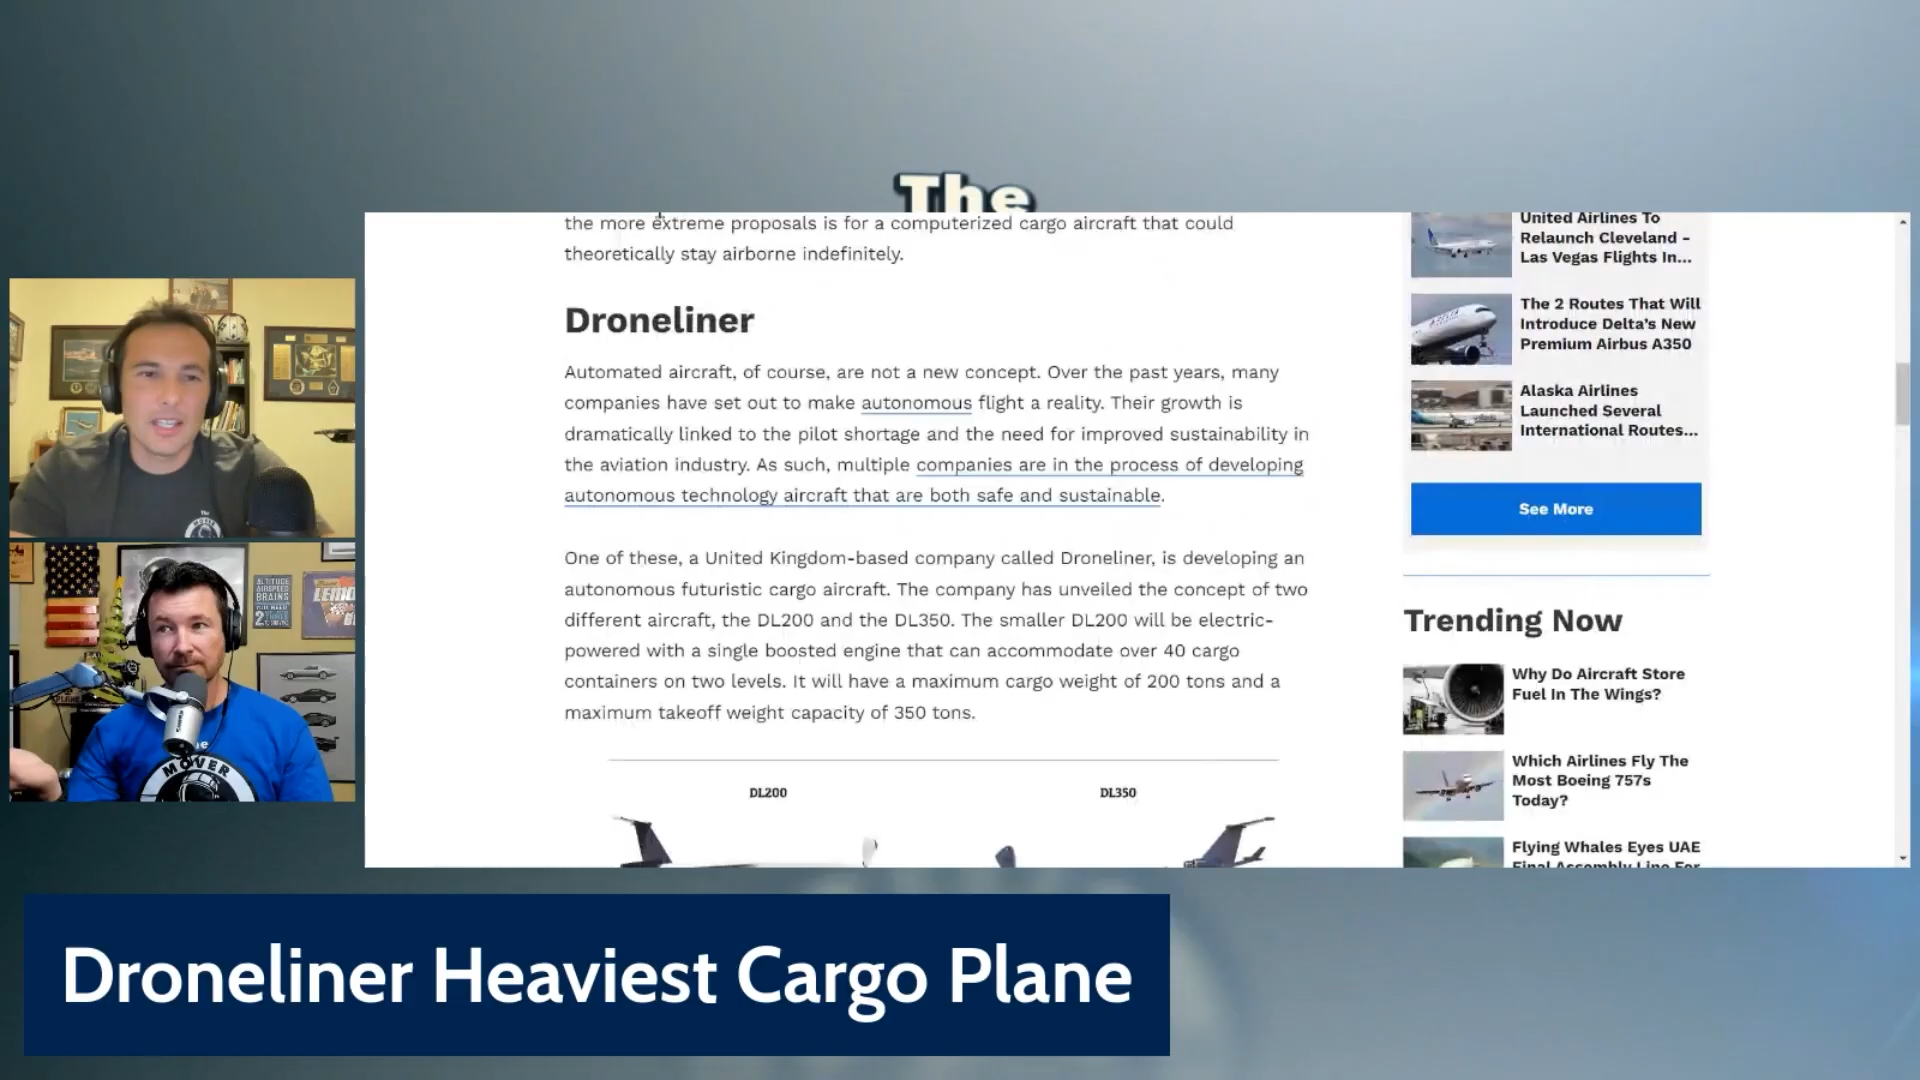 The
the more extreme proposals is for a computerized cargo aircraft that could
theoretically stay airborne indefinitely.
Droneliner
Automated aircraft, of course, are not a new concept. Over the past years, many
companies have set out to make autonomous flight a reality. Their growth is
dramatically linked to the pilot shortage and the need for improved sustainability in
the aviation industry. As such, multiple companies are in the process of developing
autonomous technology aircraft that are both safe and sustainable.
One of these, a United Kingdom-based company called Droneliner, is developing an
autonomous futuristic cargo aircraft. The company has unveiled the concept of two
different aircraft, the DL200 and the DL350. The smaller DL200 will be electric-
powered with a single boosted engine that can accommodate over 40 cargo
containers on two levels. It will have a maximum cargo weight of 200 tons and a
maximum takeoff weight capacity of 350 tons.
DL200
DL350
United Airlines To
Relaunch Cleveland -
Las Vegas Flights In...
The 2 Routes That Will
Introduce Delta's New
Premium Airbus A350
Alaska Airlines
Launched Several
International Routes...
See More
Trending Now
Why Do Aircraft Store
Fuel In The Wings?
Which Airlines Fly The
Most Boeing 757s
Today?
Flying Whales Eyes UAE
Final Assembly Line For
ALTITUDE
AIRSPEED
BRAINS
MOVER
Droneliner Heaviest Cargo Plane